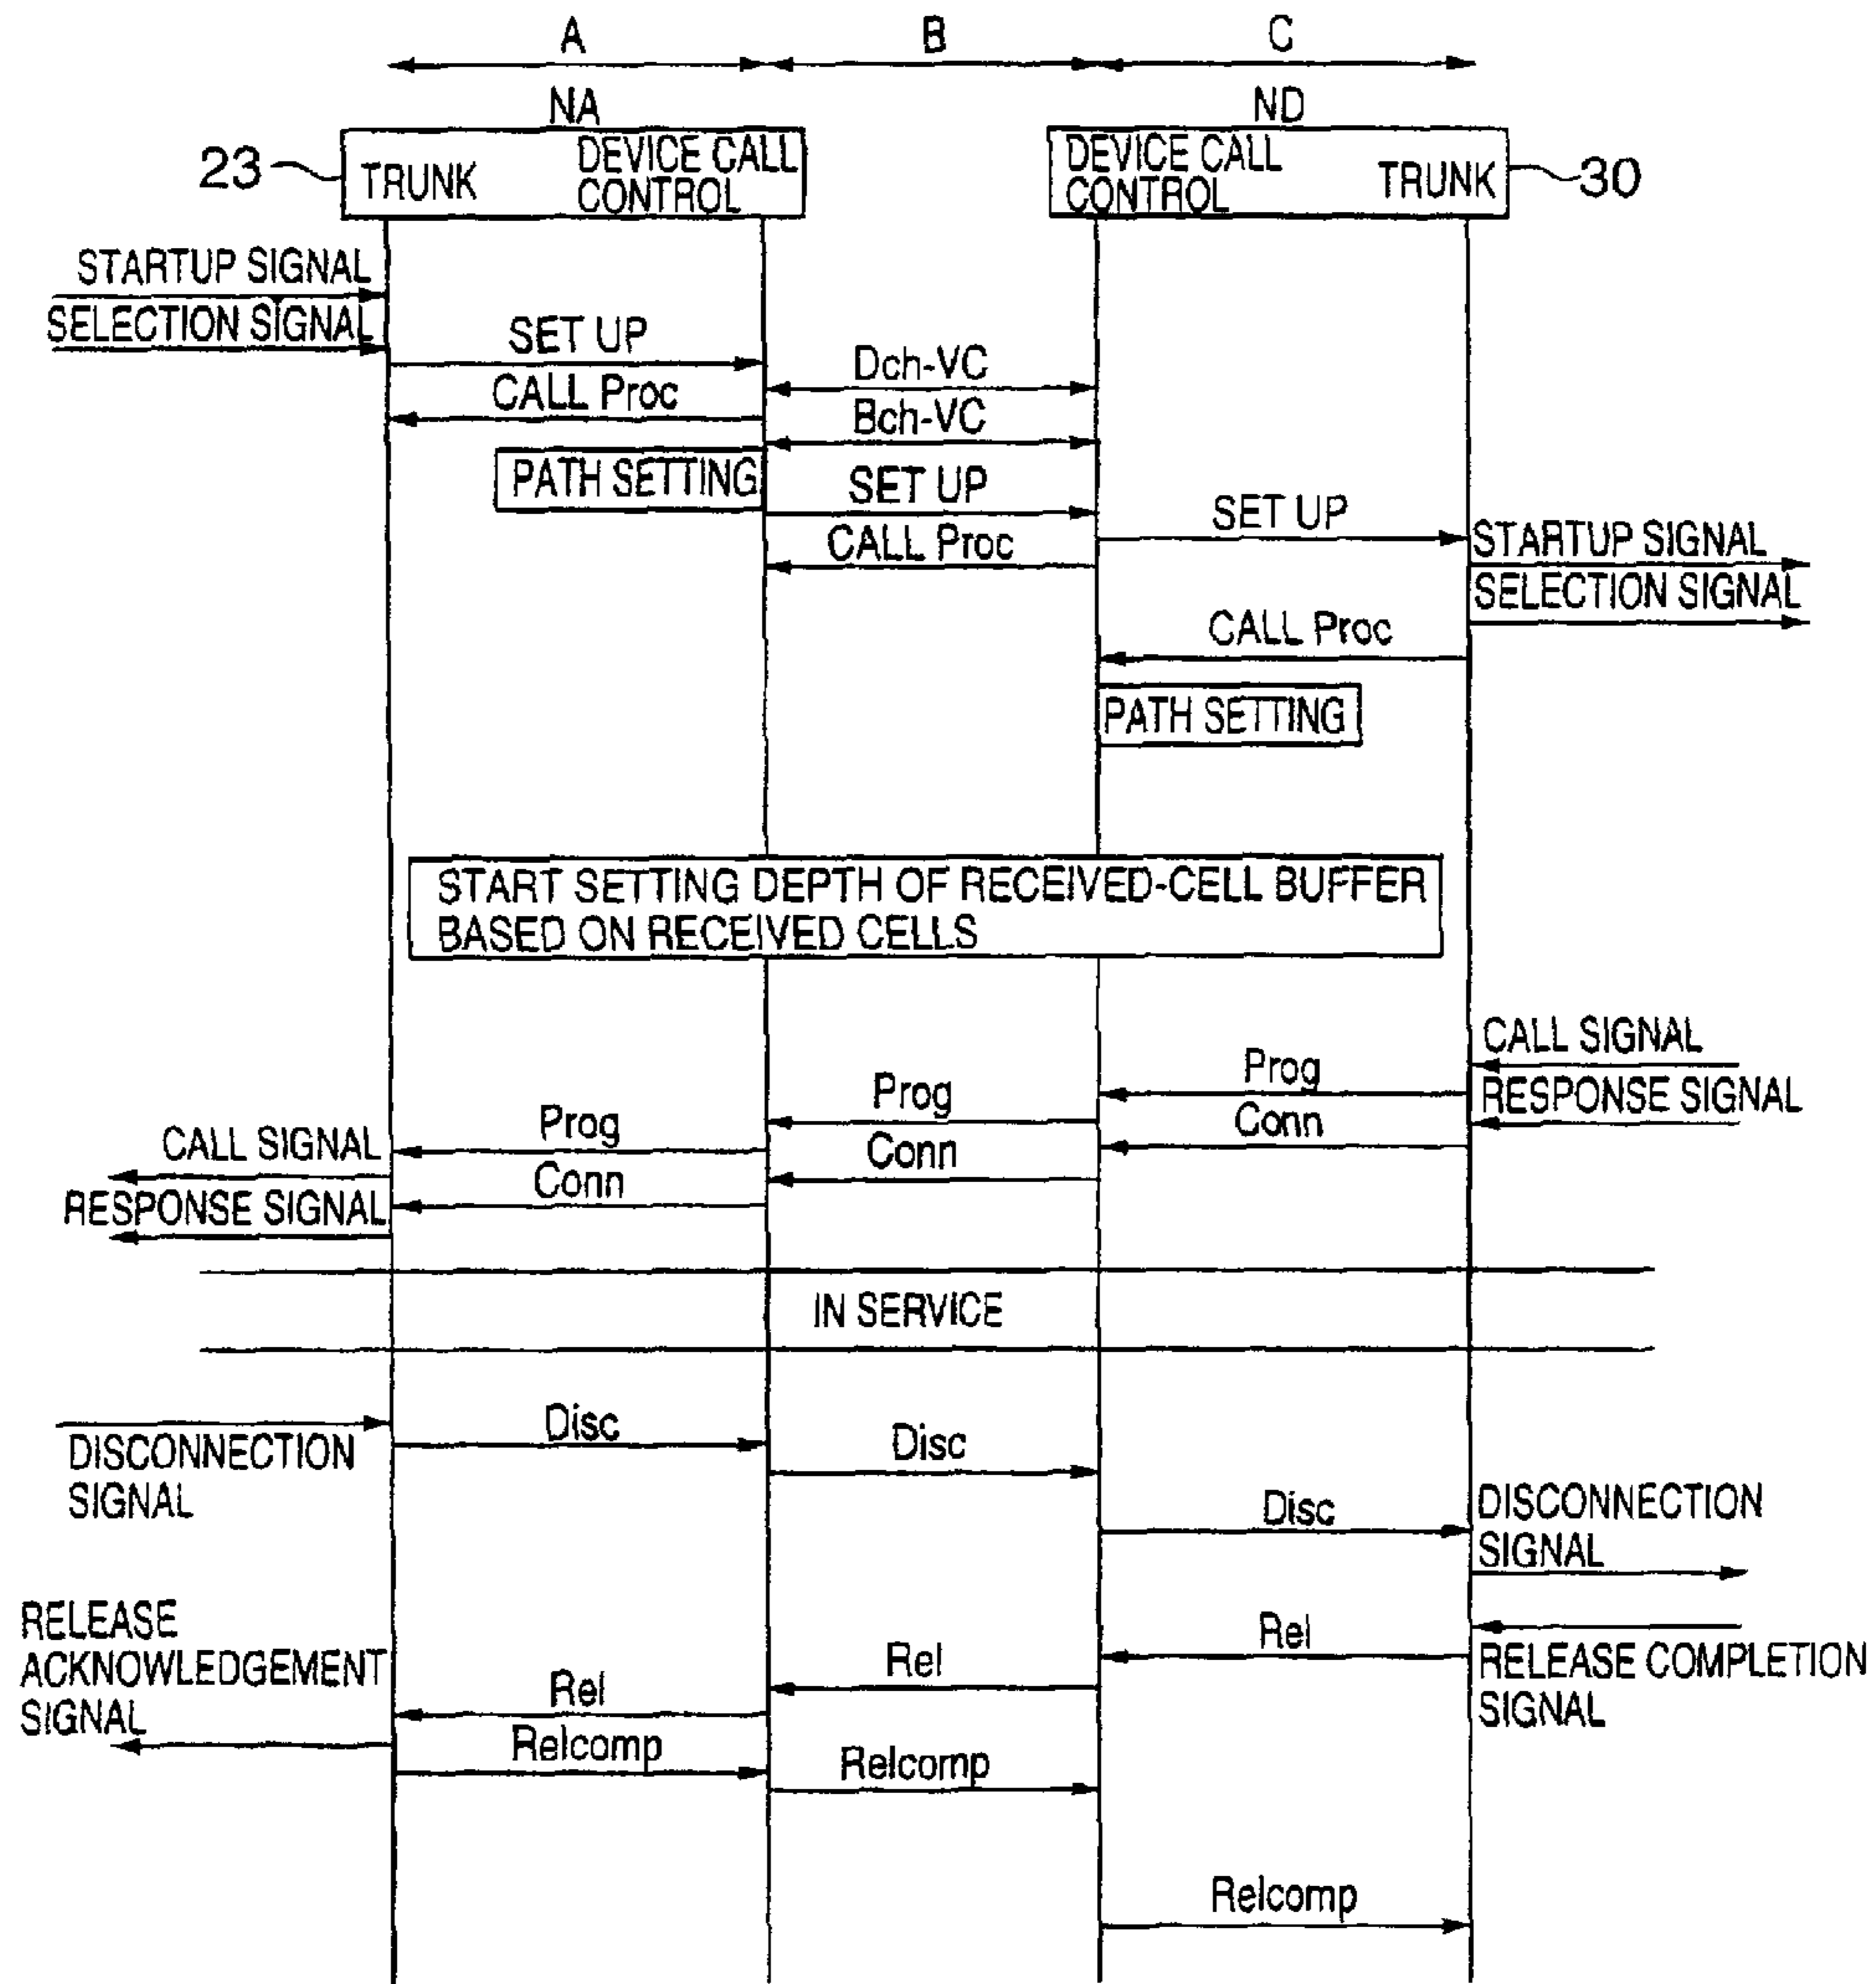 A B C
NA ND
23 TRUNK DEVICE CALL CONTROL
DEVICE CALL CONTROL TRUNK 30
STARTUP SIGNAL
SELECTION SIGNAL
SET UP
Dch-VC
CALL Proc
Bch-VC
PATH SETTING
SET UP
SET UP
CALL Proc
STARTUP SIGNAL
SELECTION SIGNAL
CALL Proc
PATH SETTING
START SETTING DEPTH OF RECEIVED-CELL BUFFER
BASED ON RECEIVED CELLS
CALL SIGNAL
Prog
RESPONSE SIGNAL
Prog
Conn
Prog
CALL SIGNAL
Conn
Conn
RESPONSE SIGNAL
IN SERVICE
DISCONNECTION
SIGNAL
Disc
Disc
Disc
DISCONNECTION
SIGNAL
Rel
RELEASE COMPLETION
SIGNAL
Rel
Rel
RELEASE
ACKNOWLEDGEMENT
SIGNAL
Relcomp
Relcomp
Relcomp